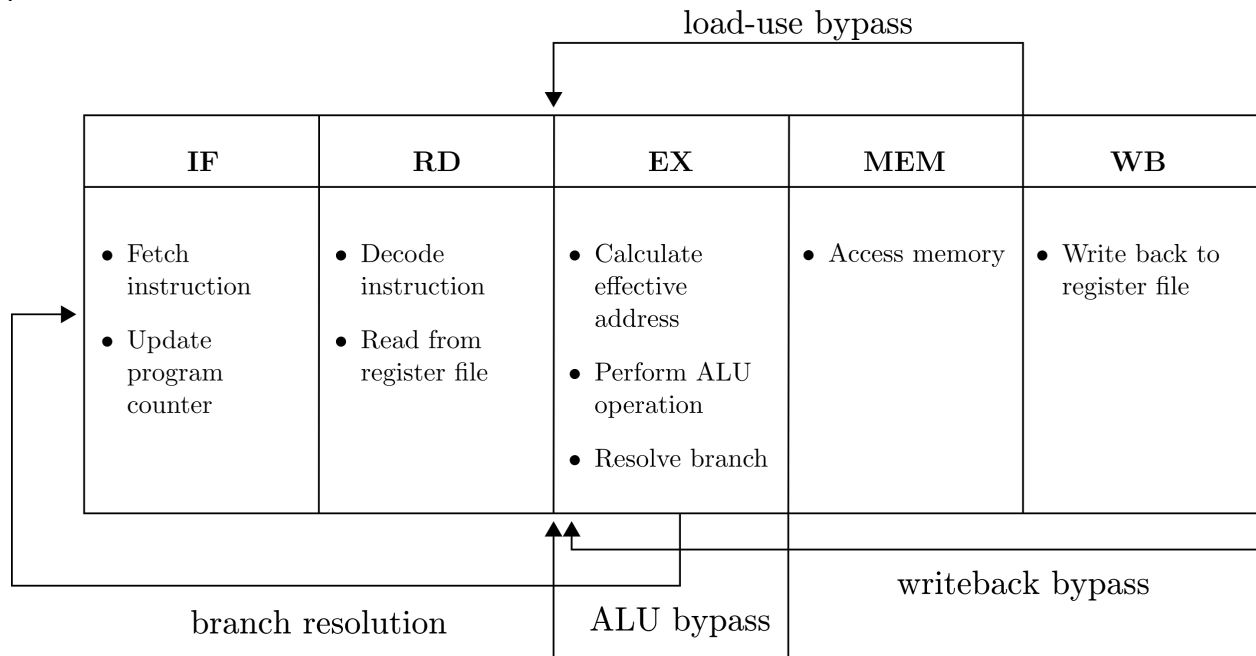 load-use bypass
IF
RD
EX
MEM
WB
• Fetch
instruction
• Update
program
counter
• Decode
instruction
• Read from
register file
• Calculate
effective
address
• Perform ALU
operation
• Resolve branch
• Access memory
• Write back to
register file
writeback bypass
branch resolution
ALU bypass